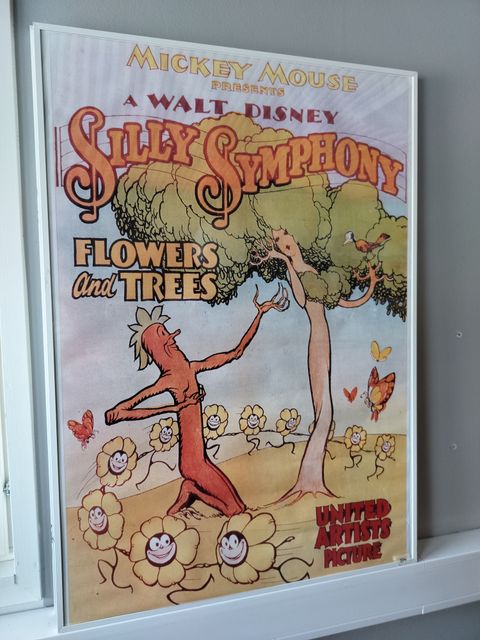 MICKEY MOUSE
PRESENTS
A WALT DISNEY
SILLY SYMPHONY
FLOWERS
and TREES
UNITED
ARTISTS
PICTURE